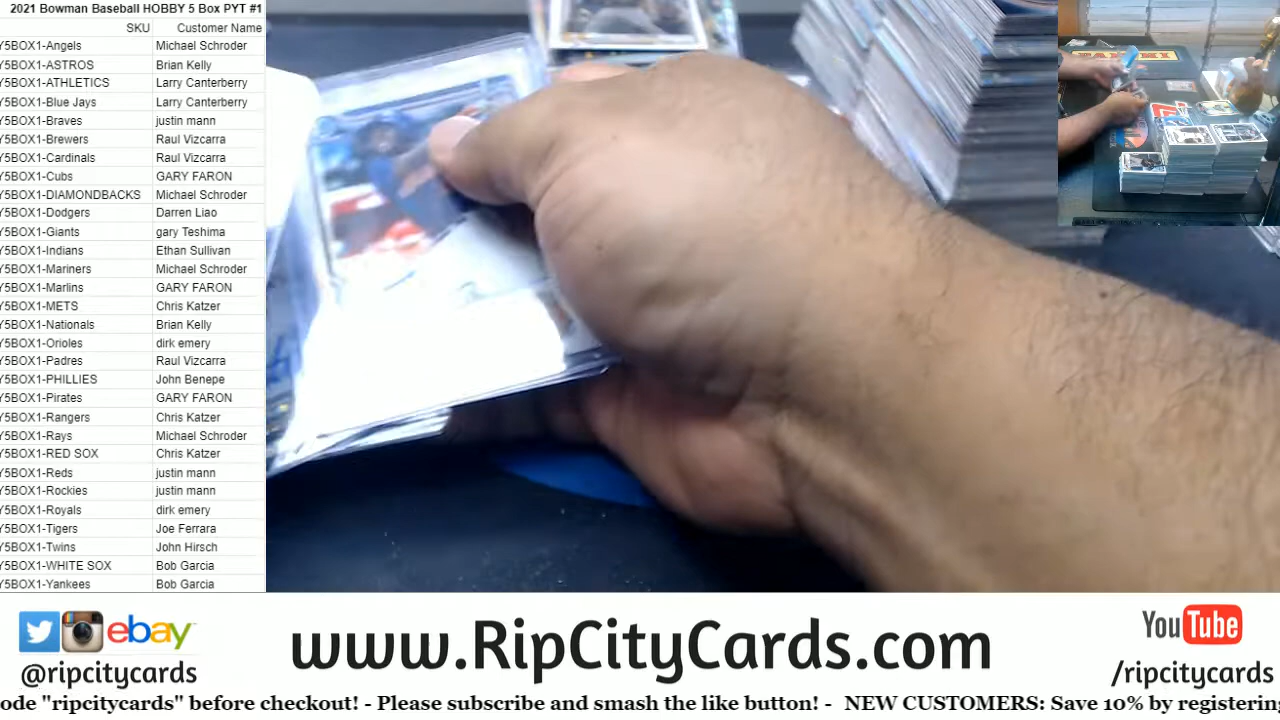 2021 Bowman Baseball HOBBY 5 Box PYT #1
SKU Customer Name
Y5BOX1-Angels Michael Schroder
Y5BOX1-ASTROS Brian Kelly
Y5BOX1-ATHLETICS Larry Canterberry
Y5BOX1-Blue Jays Larry Canterberry
Y5BOX1-Braves justin mann
Y5BOX1-Brewers Raul Vizcarra
Y5BOX1-Cardinals Raul Vizcarra
Y5BOX1-Cubs GARY FARON
Y5BOX1-DIAMONDBACKS Michael Schroder
Y5BOX1-Dodgers Darren Liao
Y5BOX1-Giants gary Teshima
Y5BOX1-Indians Ethan Sullivan
Y5BOX1-Mariners Michael Schroder
Y5BOX1-Marlins GARY FARON
Y5BOX1-METS Chris Katzer
Y5BOX1-Nationals Brian Kelly
Y5BOX1-Orioles dirk emery
Y5BOX1-Padres Raul Vizcarra
Y5BOX1-PHILLIES John Benepe
Y5BOX1-Pirates GARY FARON
Y5BOX1-Rangers Chris Katzer
Y5BOX1-Rays Michael Schroder
Y5BOX1-RED SOX Chris Katzer
Y5BOX1-Reds justin mann
Y5BOX1-Rockies justin mann
Y5BOX1-Royals dirk emery
Y5BOX1-Tigers Joe Ferrara
Y5BOX1-Twins John Hirsch
Y5BOX1-WHITE SOX Bob Garcia
Y5BOX1-Yankees Bob Garcia
PANINI
ebay
@ripcitycards
www.RipCityCards.com
YouTube
/ripcitycards
ode "ripcitycards" before checkout! - Please subscribe and smash the like button! - NEW CUSTOMERS: Save 10% by registering